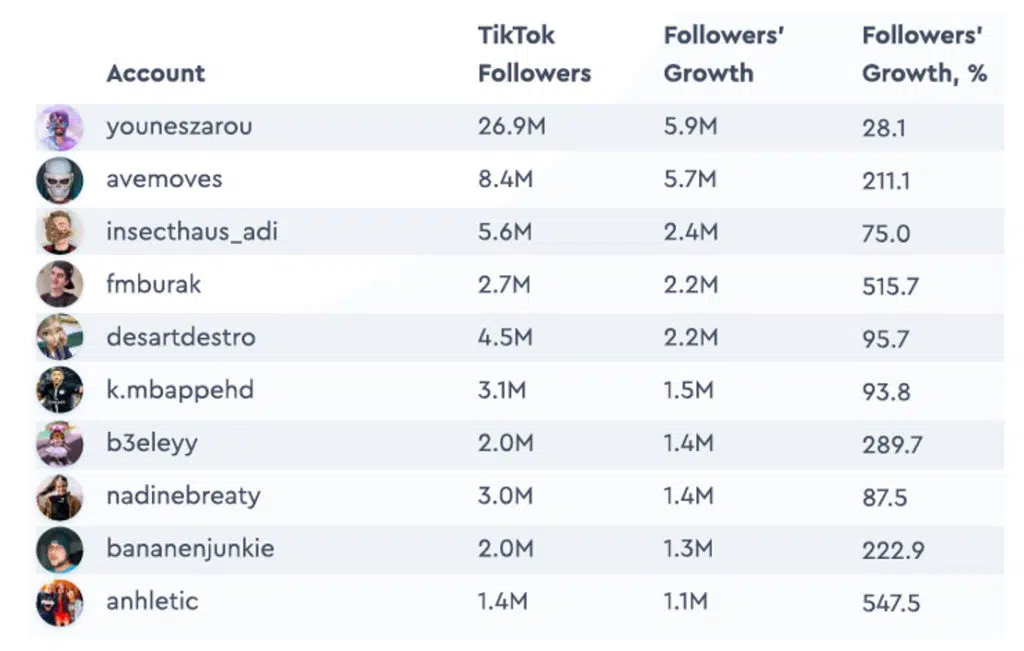 Account TikTok Followers Followers' Growth Followers' Growth, %
youneszarou 26.9M 5.9M 28.1
avemoves 8.4M 5.7M 211.1
insecthaus_adi 5.6M 2.4M 75.0
fmburak 2.7M 2.2M 515.7
desartdestro 4.5M 2.2M 95.7
k.mbappehd 3.1M 1.5M 93.8
b3eleyy 2.0M 1.4M 289.7
nadinebreaty 3.0M 1.4M 87.5
bananenjunkie 2.0M 1.3M 222.9
anhletic 1.4M 1.1M 547.5